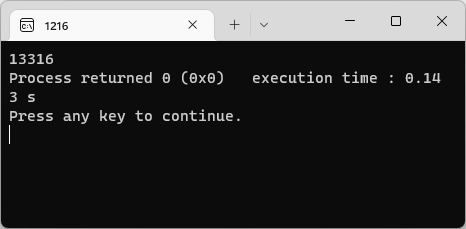 1216
13316
Process returned 0 (0x0)   execution time : 0.14
3 s
Press any key to continue.